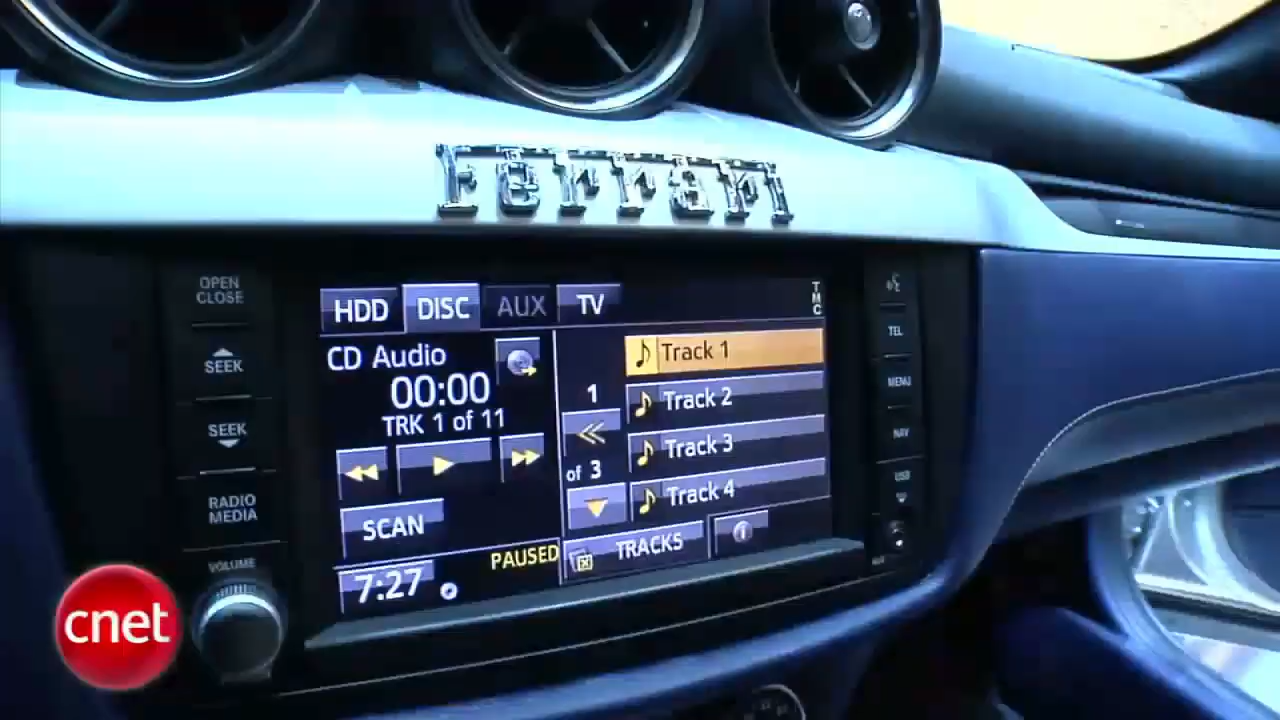 Ferrari
OPEN
CLOSE
SEEK
SEEK
RADIO
MEDIA
VOLUME
HDD
DISC
AUX
TV
TMC
CD Audio
00:00
TRK 1 of 11
SCAN
7:27
PAUSED
1
of 3
Track 1
Track 2
Track 3
Track 4
TRACKS
TEL
MENU
NAV
USB
cnet